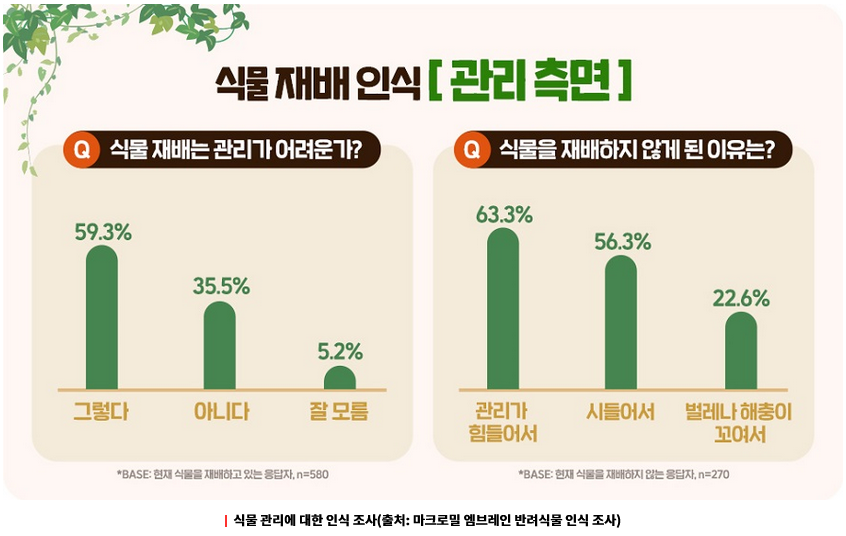 식물 재배 인식 [ 관리 측면 ]
Q 식물 재배는 관리가 어려운가?
59.3%
35.5%
5.2%
그렇다
아니다
잘 모름
*BASE: 현재 식물을 재배하고 있는 응답자, n=580
Q 식물을 재배하지 않게 된 이유는?
63.3%
56.3%
22.6%
관리가
힘들어서
시들어서
벌레나 해충이
꼬여서
*BASE: 현재 식물을 재배하지 않는 응답자, n=270
| 식물 관리에 대한 인식 조사(출처: 마크로밀 엠브레인 반려식물 인식 조사)